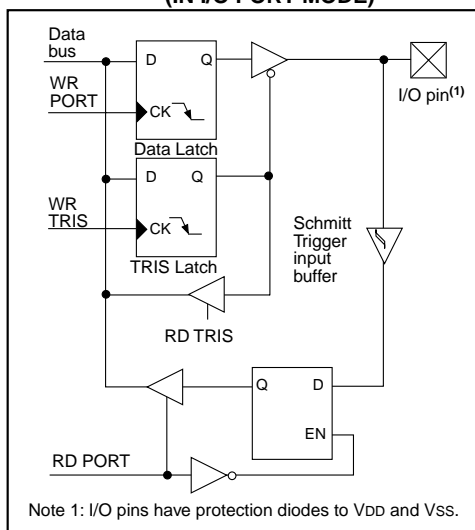 (IN I/O PORT MODE)
Data
bus
D
Q
WR
PORT
CK
I/O pin(1)
Data Latch
D
Q
WR
TRIS
CK
Schmitt
Trigger
input
buffer
TRIS Latch
RD TRIS
Q
D
EN
RD PORT
Note 1: I/O pins have protection diodes to VDD and VSS.